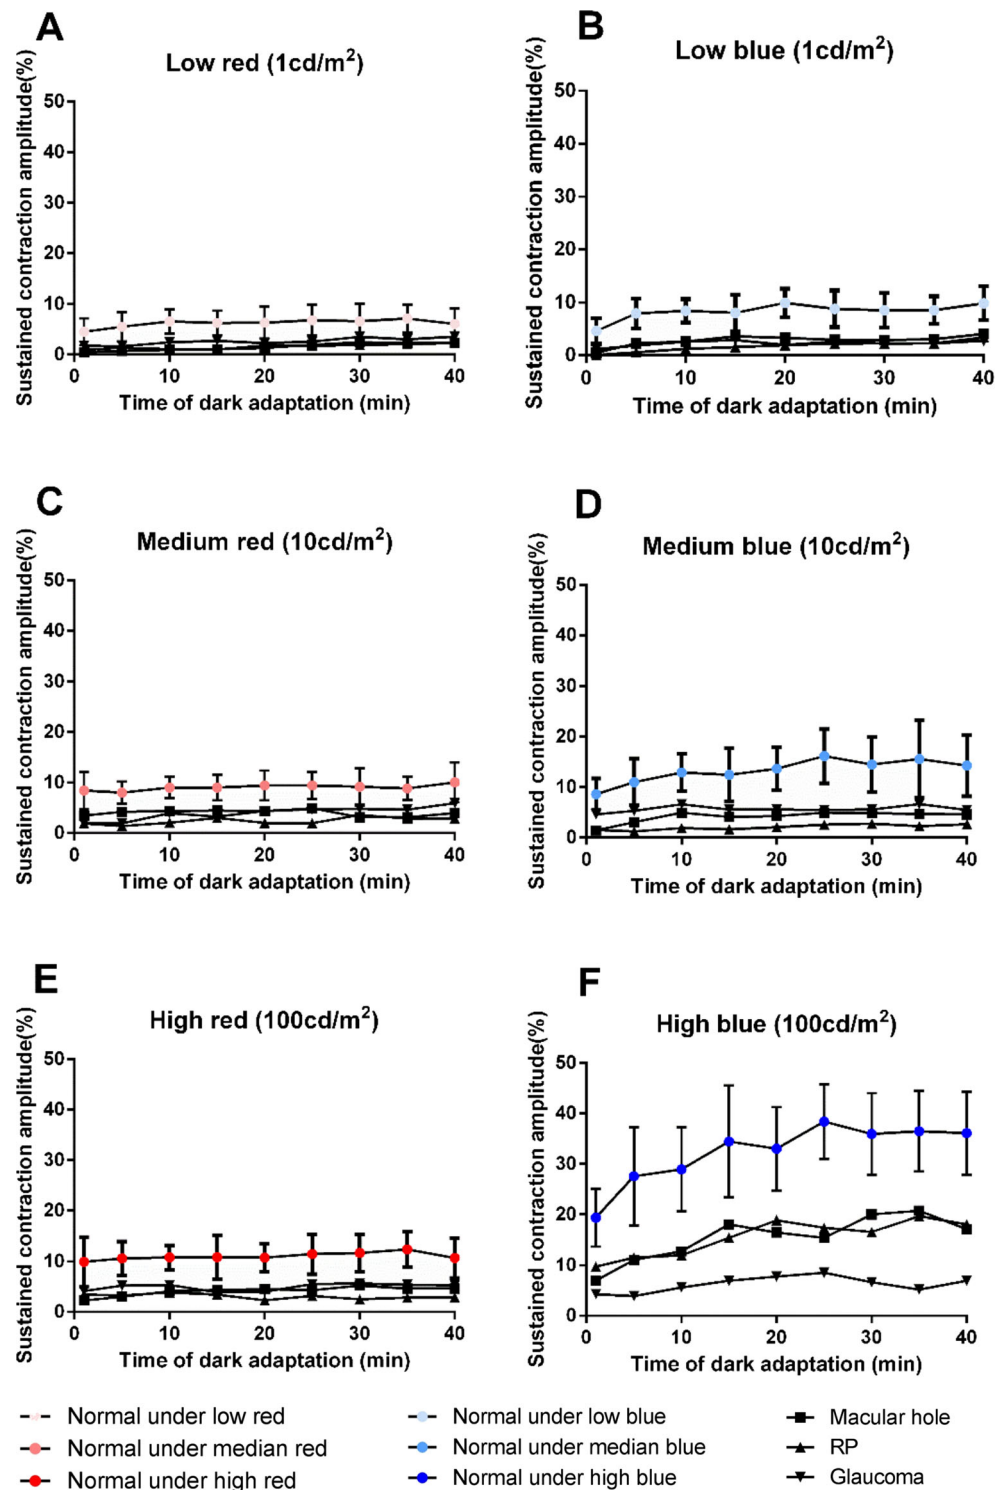 A
Low red (1cd/m²)
Sustained contraction amplitude(%)
50
40
30
20
10
0
0 10 20 30 40
Time of dark adaptation (min)
B
Low blue (1cd/m²)
Sustained contraction amplitude(%)
50
40
30
20
10
0
0 10 20 30 40
Time of dark adaptation (min)
C
Medium red (10cd/m²)
Sustained contraction amplitude(%)
50
40
30
20
10
0
0 10 20 30 40
Time of dark adaptation (min)
D
Medium blue (10cd/m²)
Sustained contraction amplitude(%)
50
40
30
20
10
0
0 10 20 30 40
Time of dark adaptation (min)
E
High red (100cd/m²)
Sustained contraction amplitude(%)
50
40
30
20
10
0
0 10 20 30 40
Time of dark adaptation (min)
F
High blue (100cd/m²)
Sustained contraction amplitude(%)
50
40
30
20
10
0
0 10 20 30 40
Time of dark adaptation (min)
Normal under low red
Normal under median red
Normal under high red
Normal under low blue
Normal under median blue
Normal under high blue
Macular hole
RP
Glaucoma